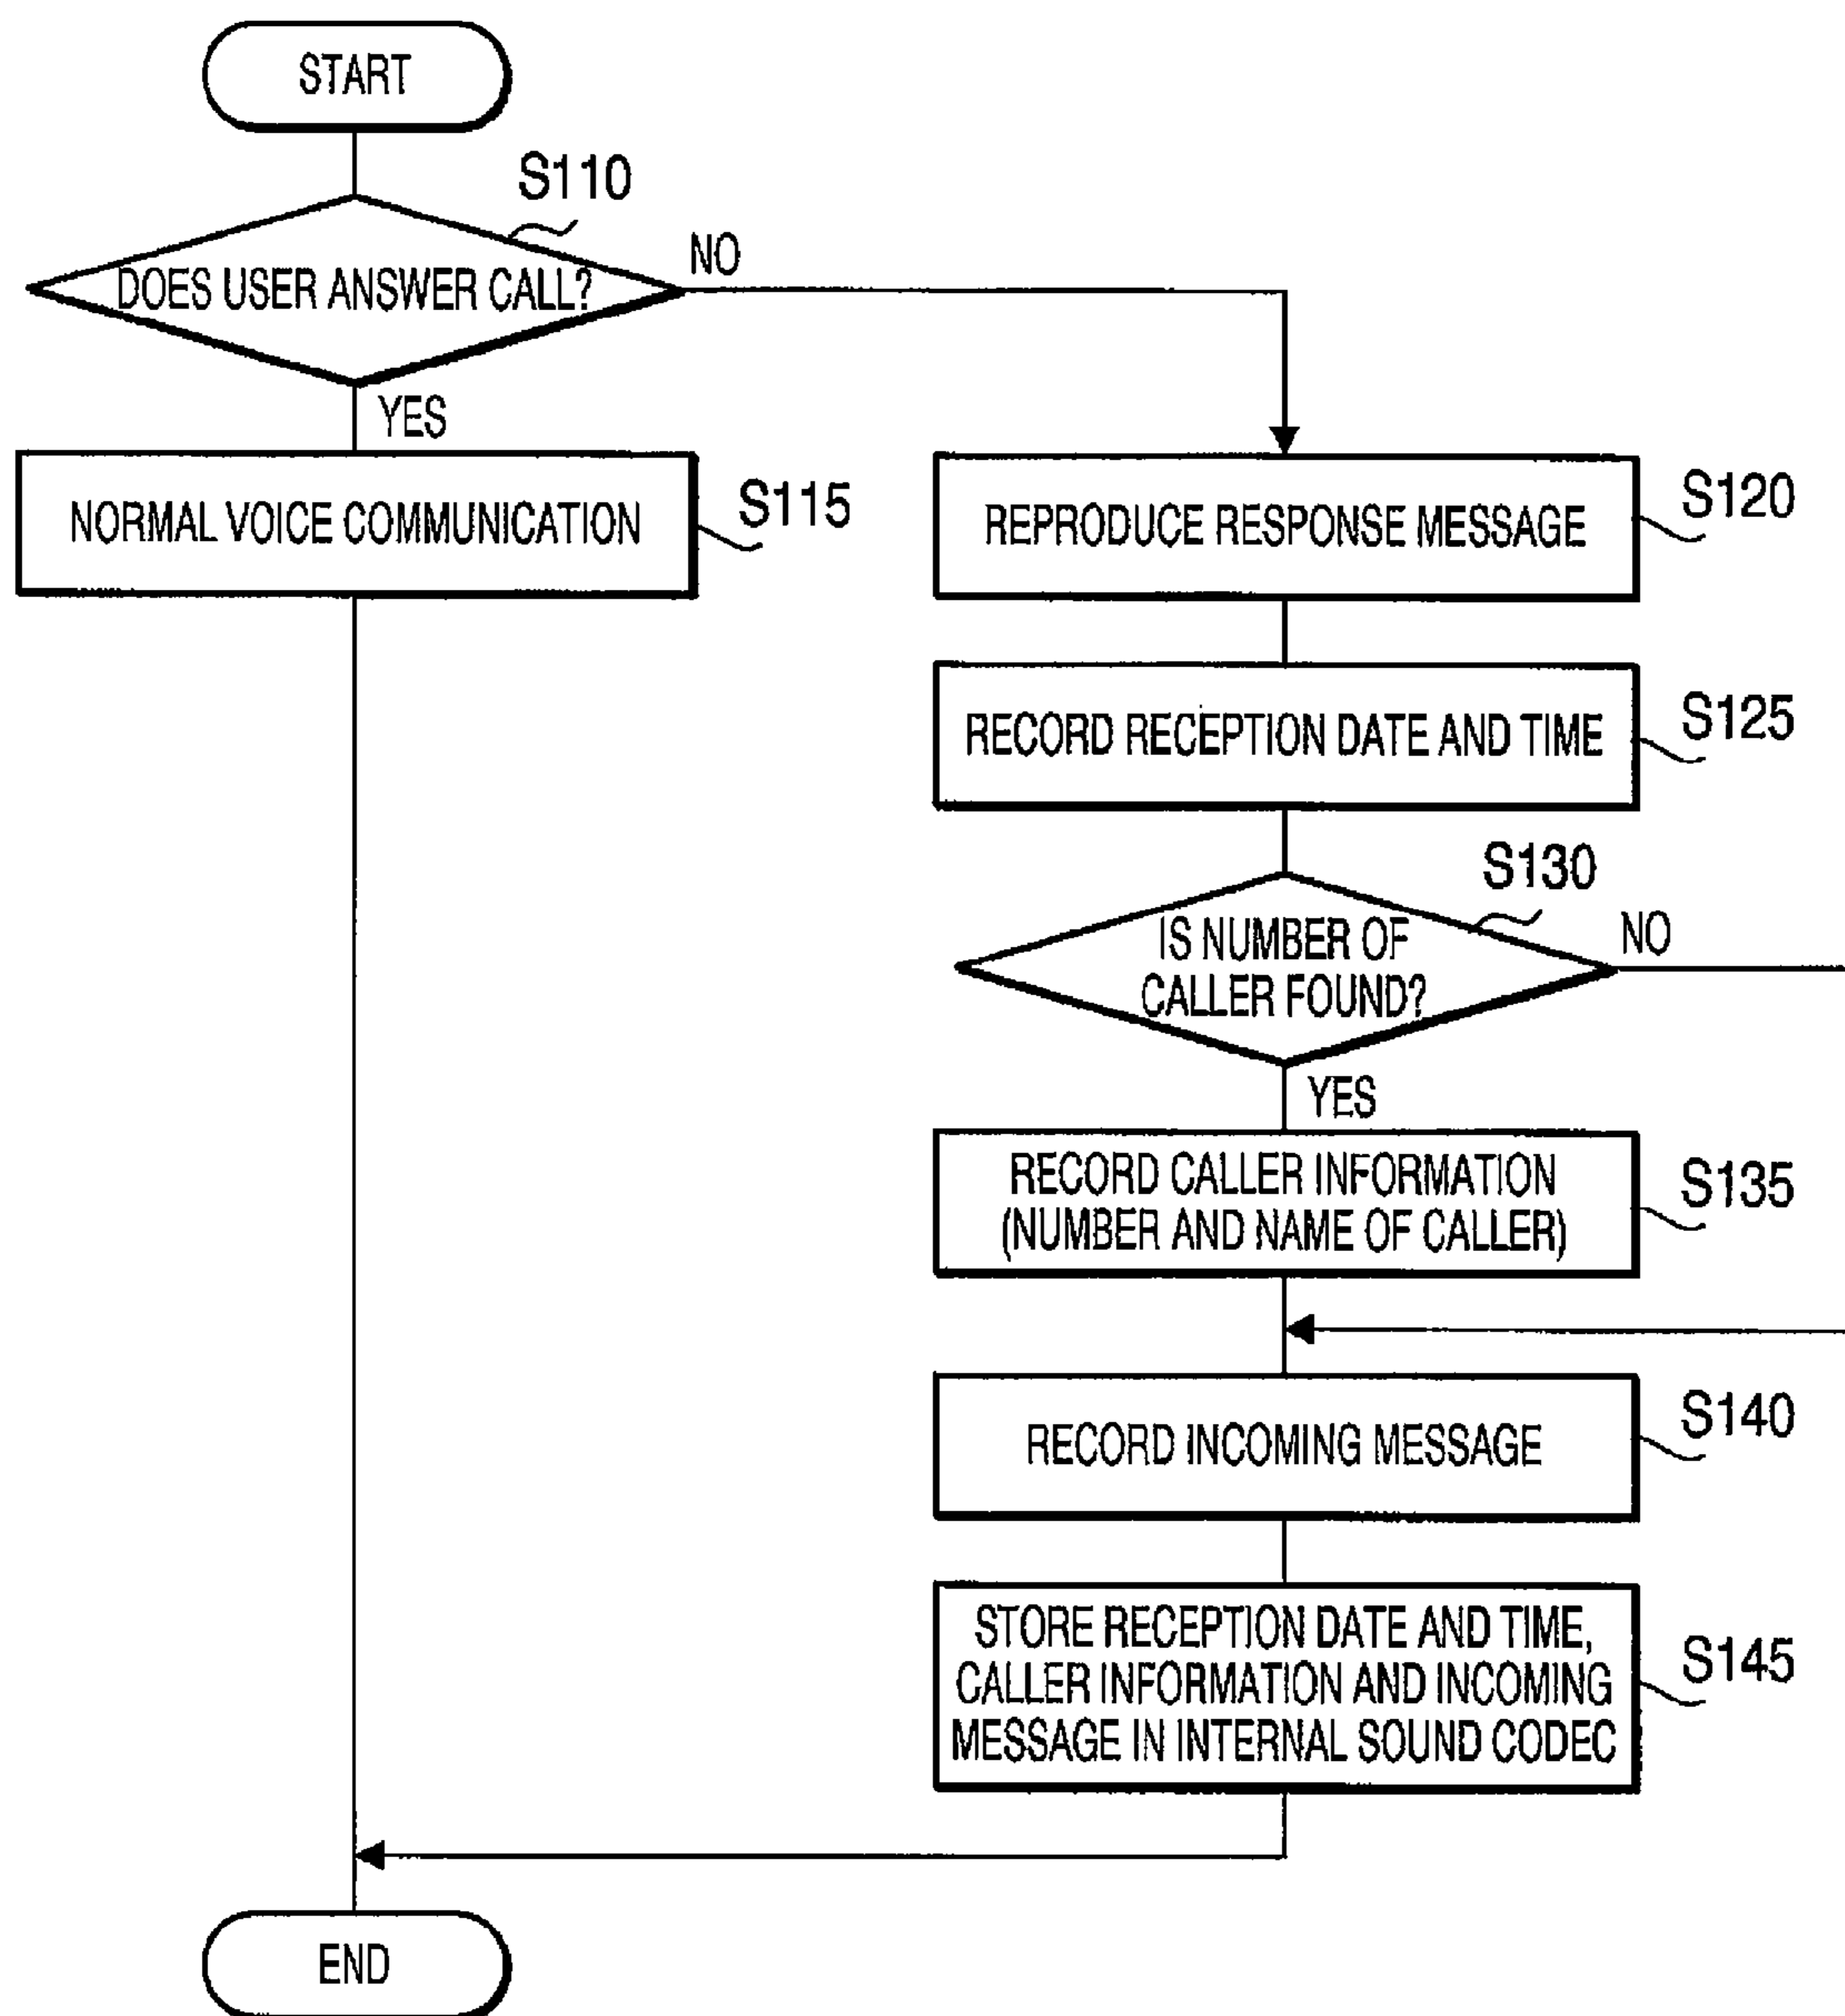 START
S110
DOES USER ANSWER CALL?
NO
YES
NORMAL VOICE COMMUNICATION
S115
REPRODUCE RESPONSE MESSAGE
S120
RECORD RECEPTION DATE AND TIME
S125
S130
IS NUMBER OF
CALLER FOUND?
NO
YES
RECORD CALLER INFORMATION
(NUMBER AND NAME OF CALLER)
S135
RECORD INCOMING MESSAGE
S140
STORE RECEPTION DATE AND TIME,
CALLER INFORMATION AND INCOMING
MESSAGE IN INTERNAL SOUND CODEC
S145
END